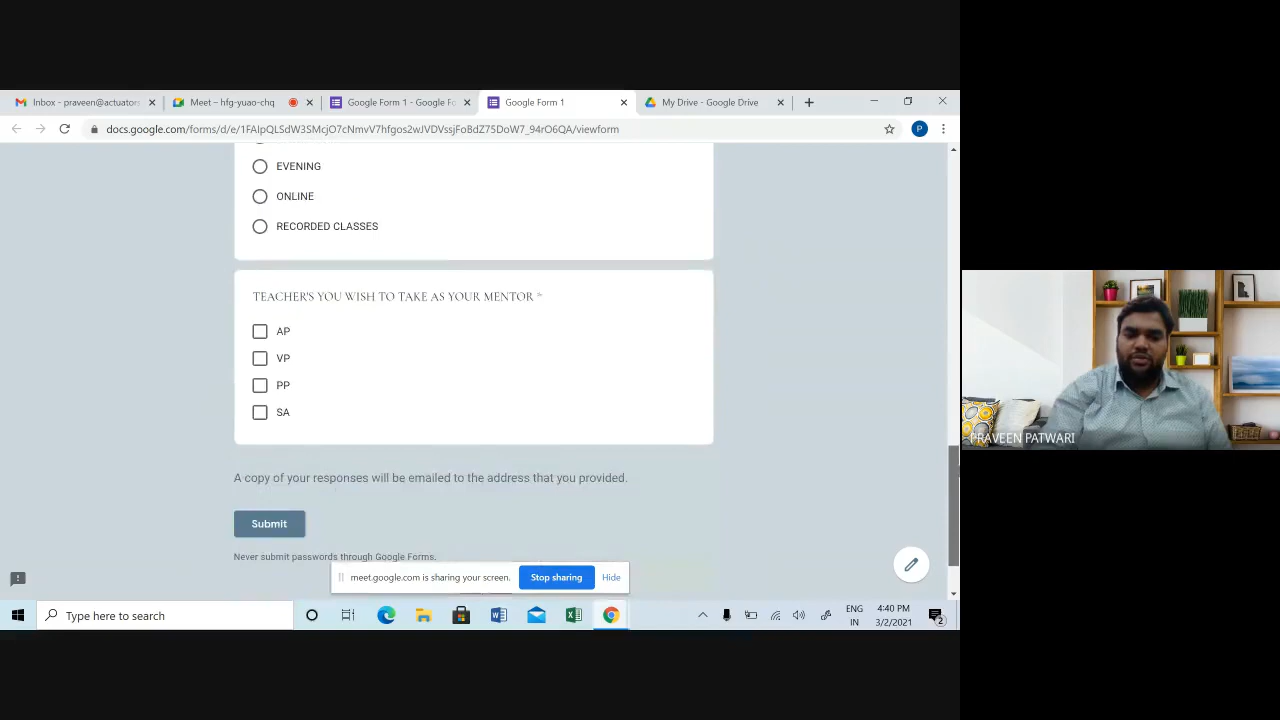 Inbox - praveen@actuator
Meet – hfg-yuao-chq
Google Form 1 - Google Fo
Google Form 1
My Drive - Google Drive
docs.google.com/forms/d/e/1FAIpQLSdW3SMcjO7cNmvV7hfgos2wJVDVssjFoBdZ75DoW7_94rO6QA/viewform
P
EVENING
ONLINE
RECORDED CLASSES
TEACHER'S YOU WISH TO TAKE AS YOUR MENTOR *
AP
VP
PP
SA
PRAVEEN PATWARI
A copy of your responses will be emailed to the address that you provided.
Submit
Never submit passwords through Google Forms.
meet.google.com is sharing your screen.
Stop sharing
Hide
Type here to search
ENG
IN
4:40 PM
3/2/2021
2